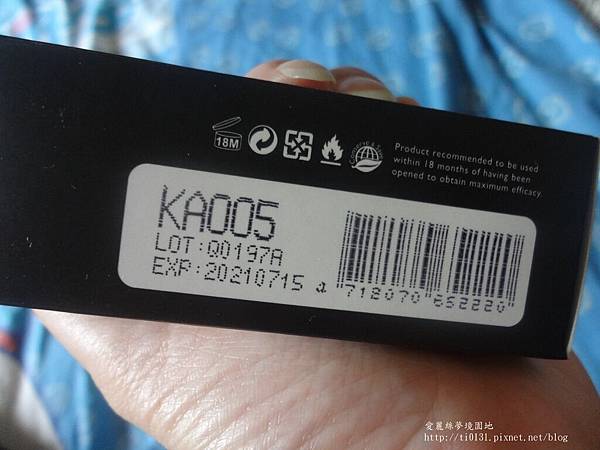 18M
Product recommended to be used
within 18 months of having been
opened to obtain maximum efficacy.
KA005
LOT:Q0197A
EXP:20210715 a
"718070"652220"
愛麗絲夢境園地
http://ti0131.pixnet.net/blog